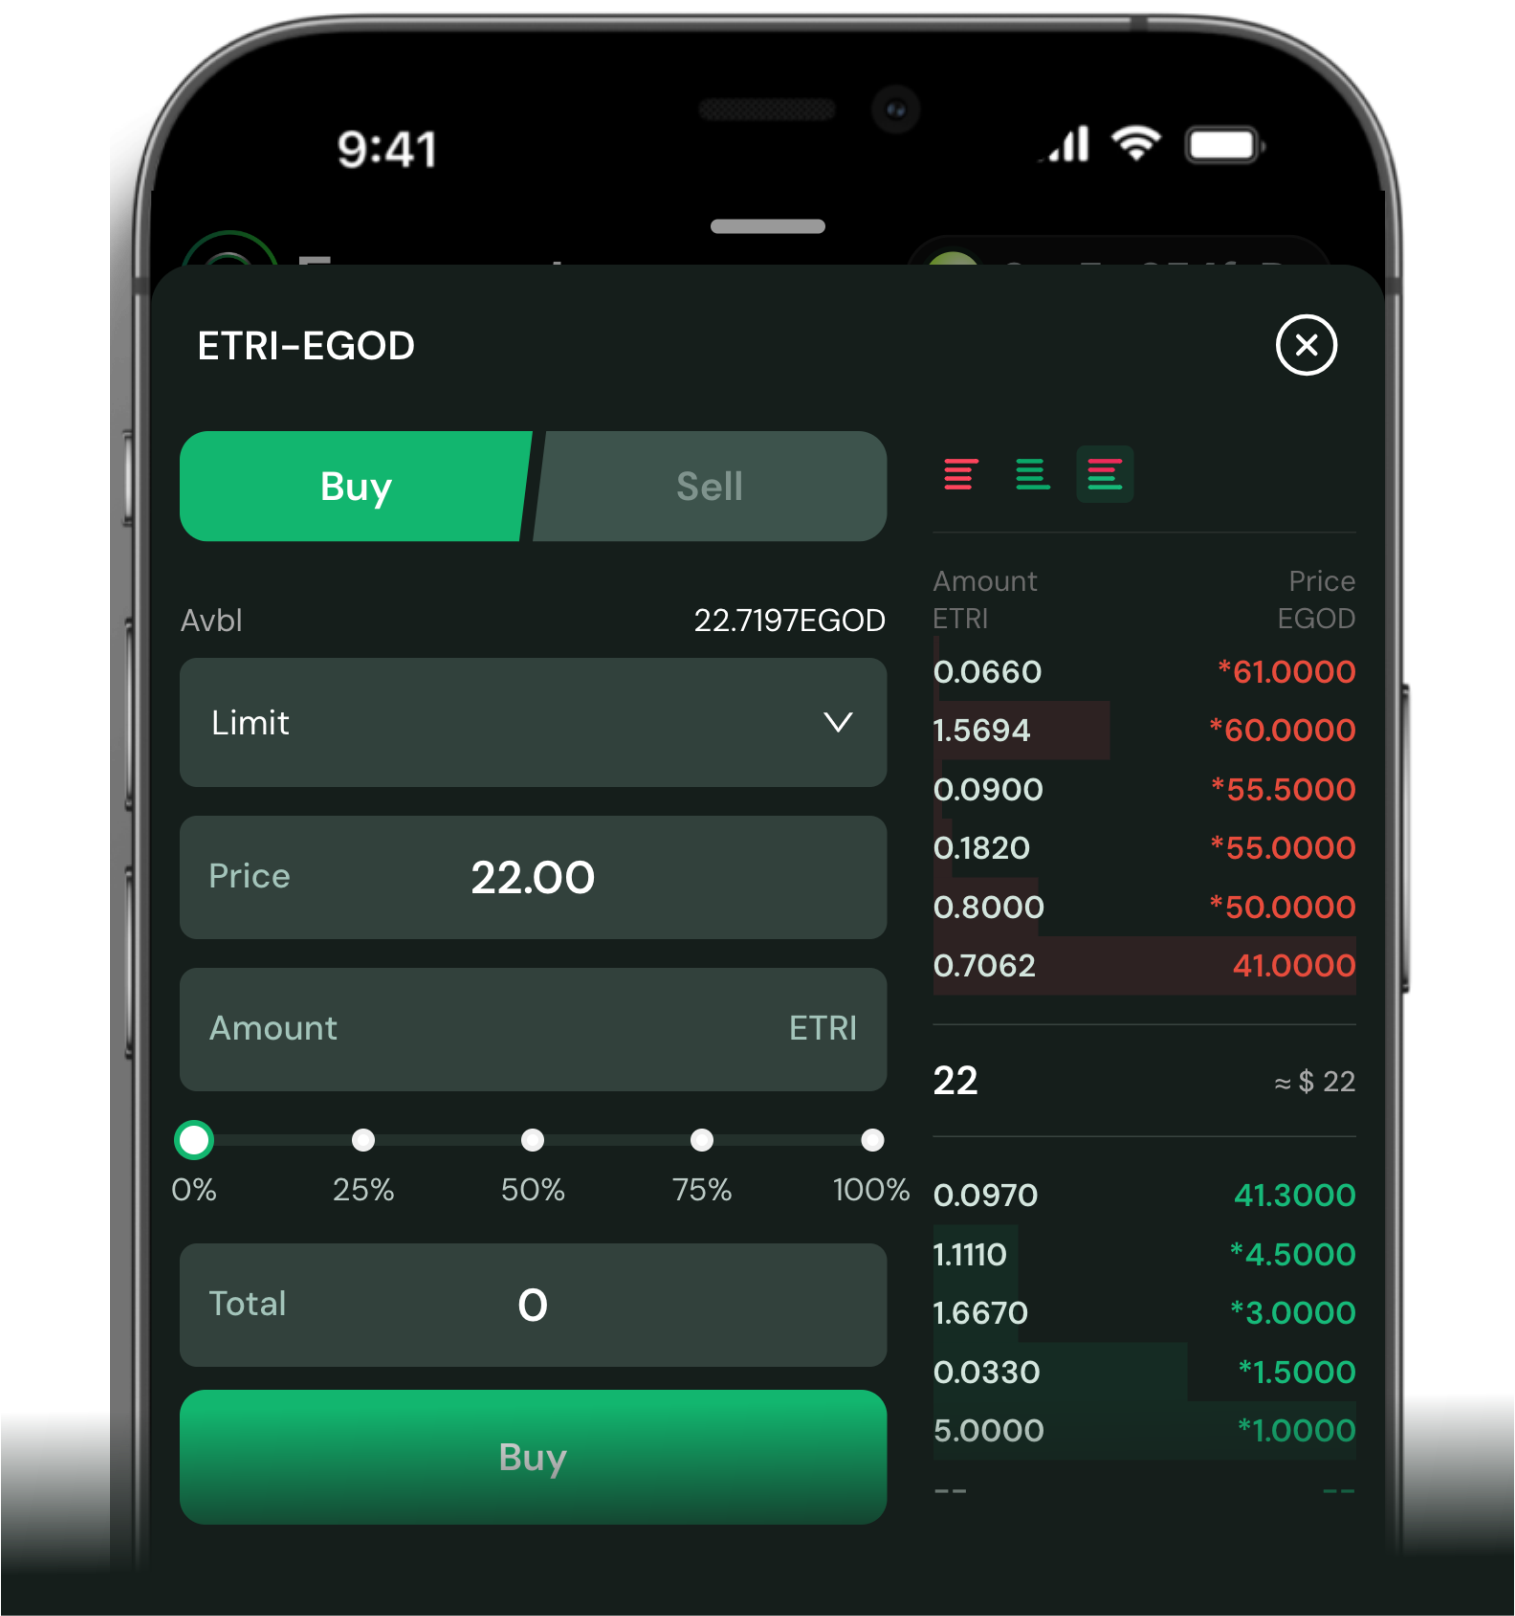 9:41
ETRI-EGOD
Buy
Sell
Avbl
22.7197EGOD
Limit
Price
22.00
Amount
ETRI
0%
25%
50%
75%
100%
Total
0
Buy
Amount
Price
ETRI
EGOD
0.0660
*61.0000
1.5694
*60.0000
0.0900
*55.5000
0.1820
*55.0000
0.8000
*50.0000
0.7062
41.0000
22
≈ $ 22
0.0970
41.3000
1.1110
*4.5000
1.6670
*3.0000
0.0330
*1.5000
5.0000
*1.0000
--
--